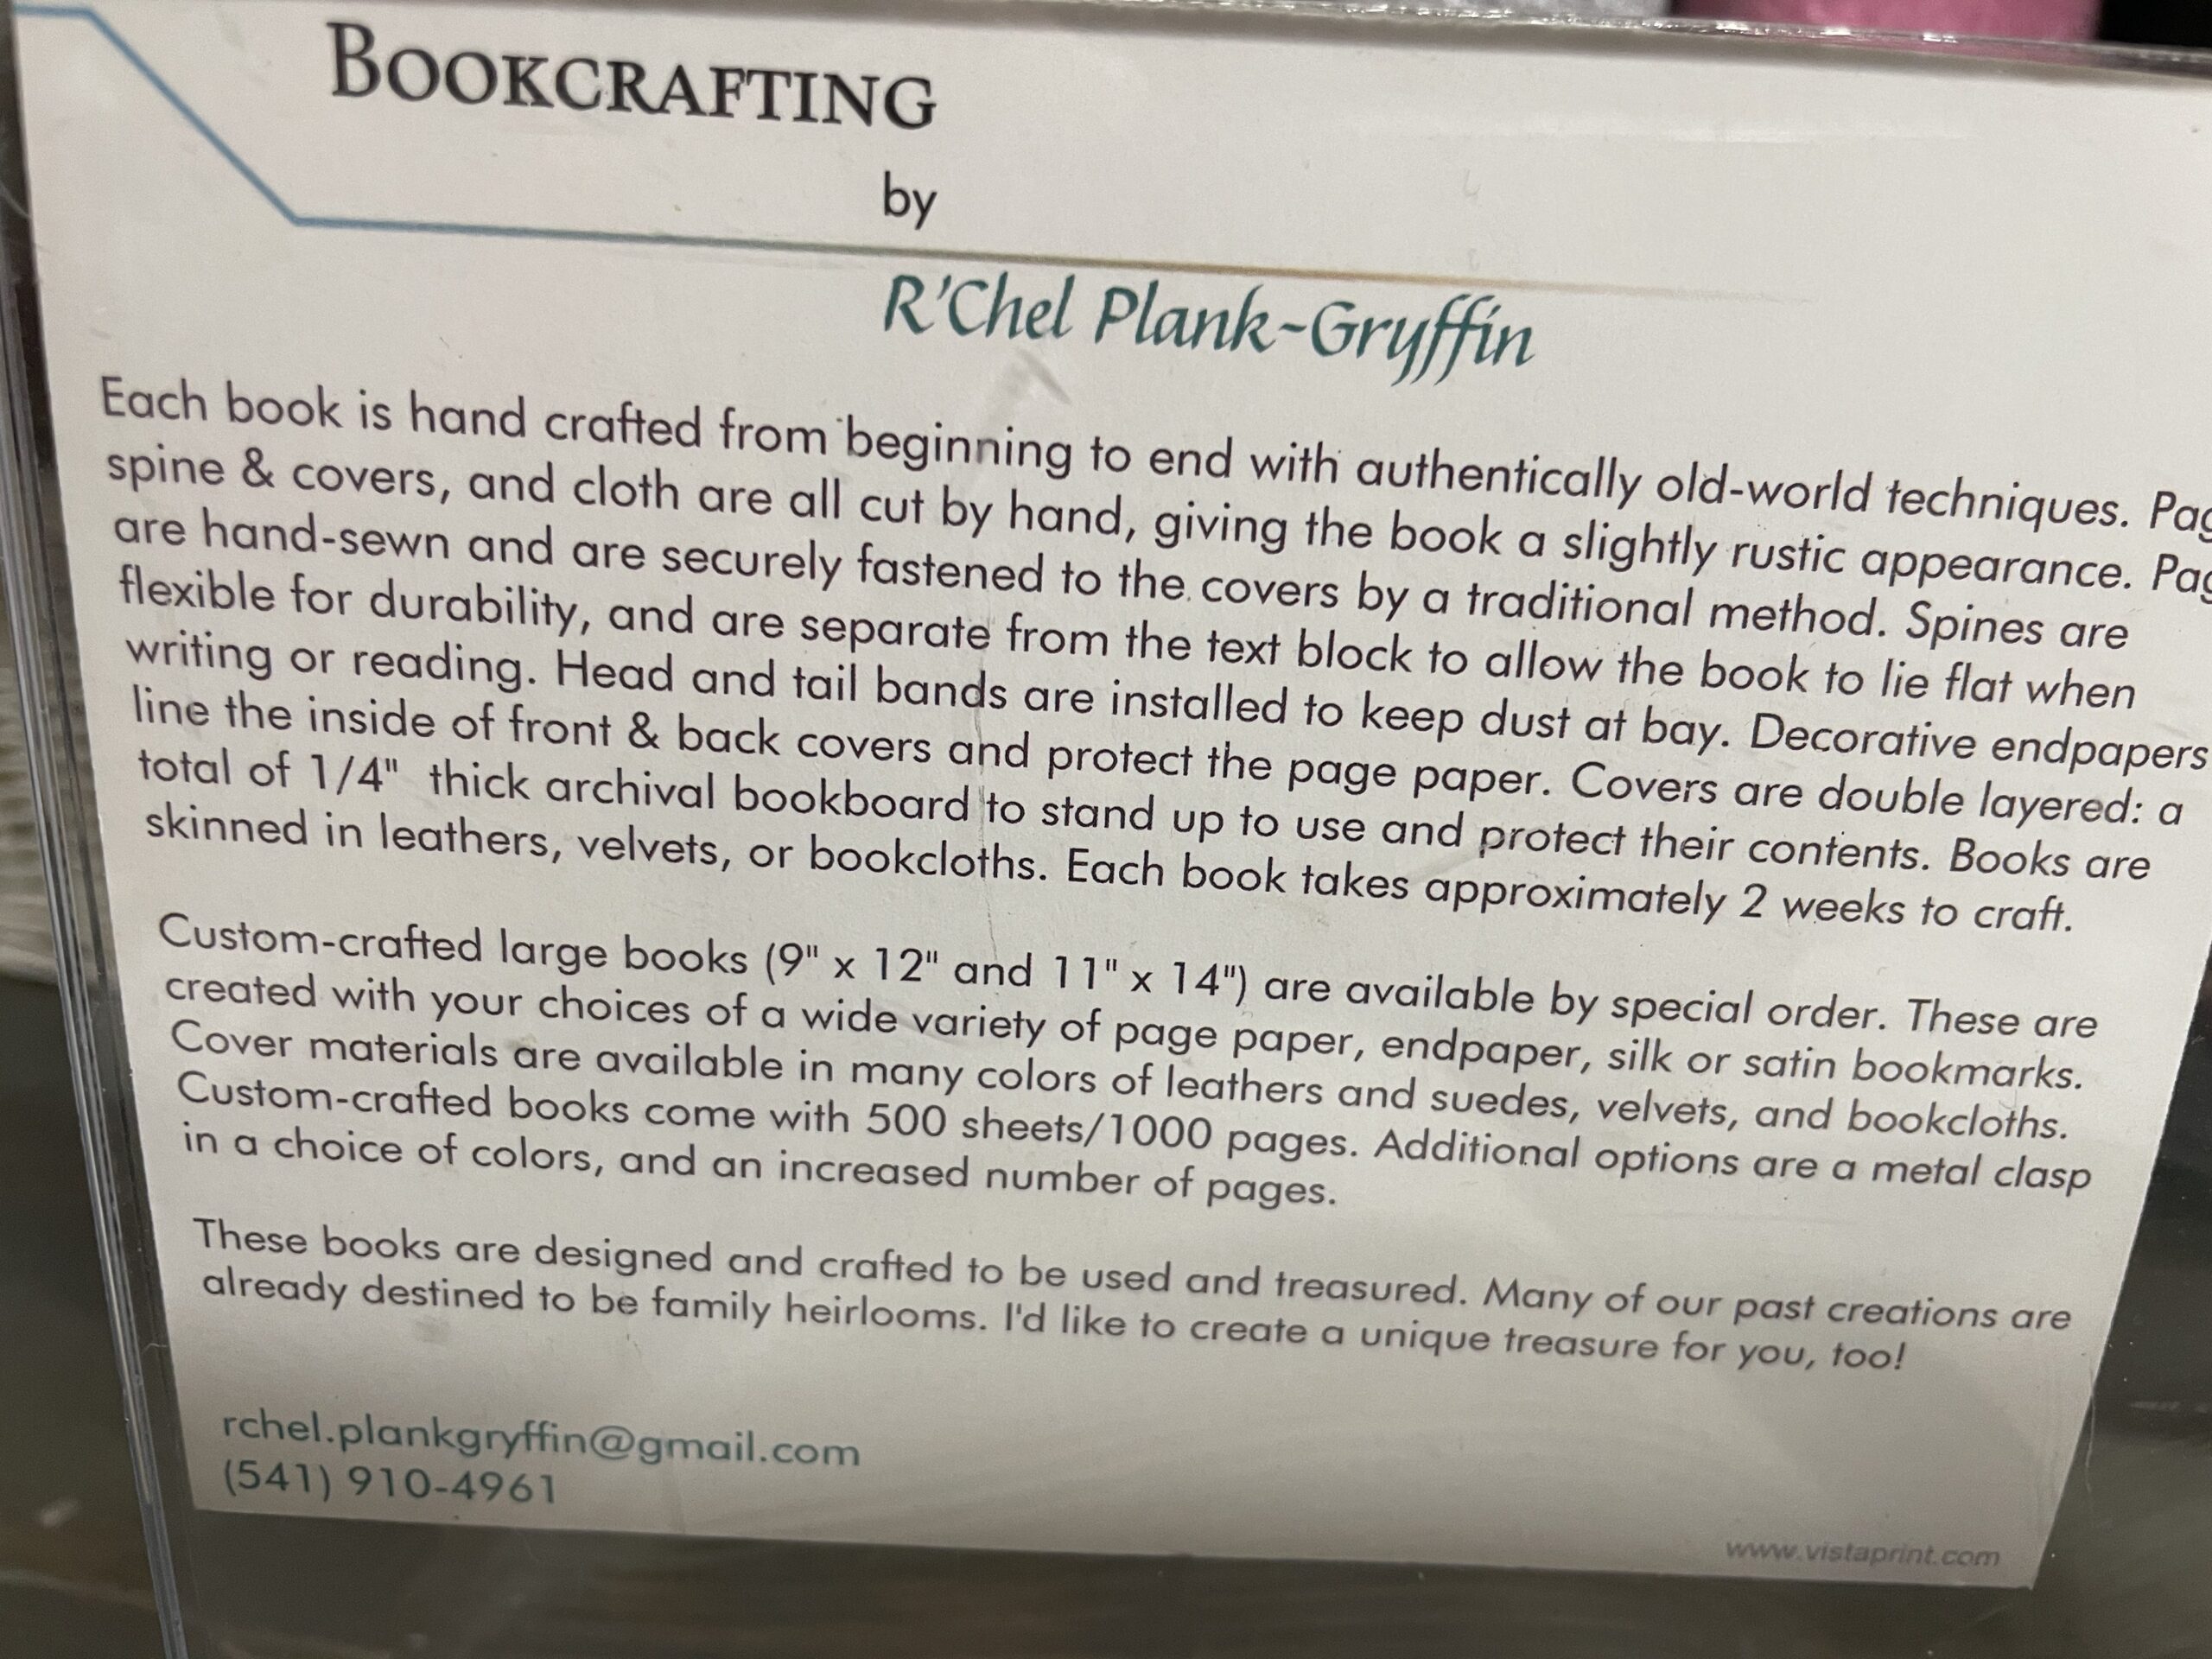 BOOKCRAFTING
by
R'Chel Plank-Gryffin
Each book is hand crafted from beginning to end with authentically old-world techniques.
spine & covers, and cloth are all cut by hand, giving the book a slightly rustic appearance.
are hand-sewn and are securely fastened to the covers by a traditional method. Spines are
flexible for durability, and are separate from the text block to allow the book to lie flat when
writing or reading. Head and tail bands are installed to keep dust at bay. Decorative endpapers
line the inside of front & back covers and protect the page paper. Covers are double layered: a
total of 1/4" thick archival bookboard to stand up to use and protect their contents. Books are
skinned in leathers, velvets, or bookcloths. Each book takes approximately 2 weeks to craft.
Custom-crafted large books (9" x 12" and 11" x 14") are available by special order. These are
created with your choices of a wide variety of page paper, endpaper, silk or satin bookmarks.
Cover materials are available in many colors of leathers and suedes, velvets, and bookcloths.
Custom-crafted books come with 500 sheets/1000 pages. Additional options are a metal clasp
in a choice of colors, and an increased number of pages.
These books are designed and crafted to be used and treasured. Many of our past creations are
already destined to be family heirlooms. I'd like to create a unique treasure for you, too!
rchel.plankgryffin@gmail.com
(541) 910-4961
www.vistaprint.com